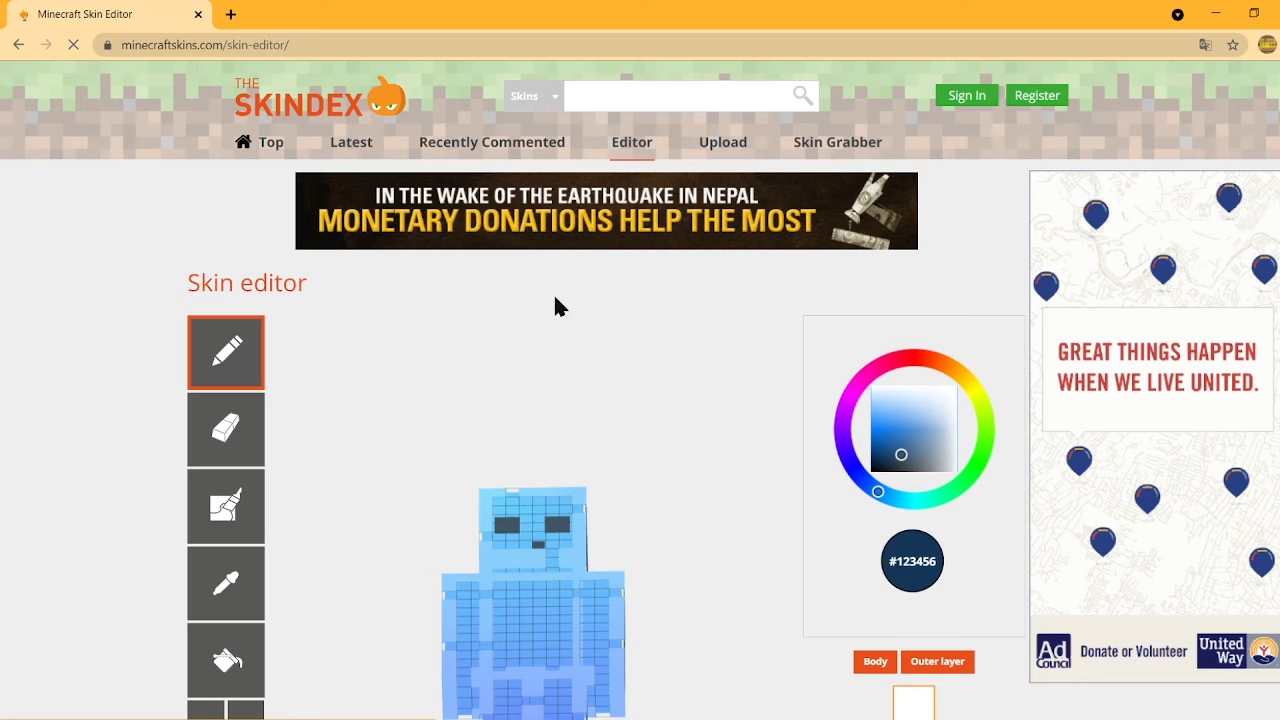 Minecraft Skin Editor
minecraftskins.com/skin-editor/
THE
SKINDEX
Skins
Sign In
Register
Top
Latest
Recently Commented
Editor
Upload
Skin Grabber
IN THE WAKE OF THE EARTHQUAKE IN NEPAL
MONETARY DONATIONS HELP THE MOST
Skin editor
GREAT THINGS HAPPEN
WHEN WE LIVE UNITED.
#123456
Ad
Council
Donate or Volunteer
United
Way
Body
Outer layer